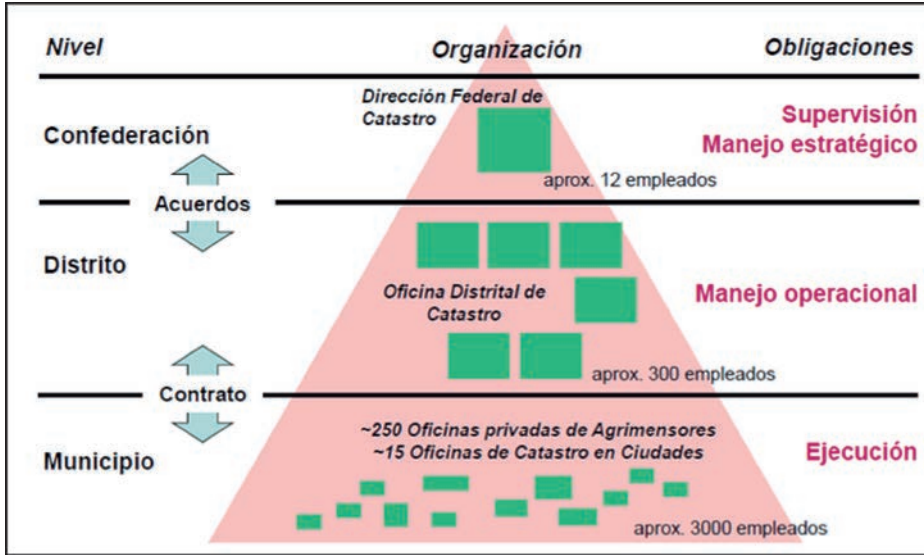 Nivel
Organización
Obligaciones
Dirección Federal de
Catastro
Confederación
Supervisión
Manejo estratégico
aprox. 12 empleados
Acuerdos
Distrito
Oficina Distrital de
Catastro
Manejo operacional
aprox. 300 empleados
Contrato
Municipio
~250 Oficinas privadas de Agrimensores
~15 Oficinas de Catastro en Ciudades
Ejecución
aprox. 3000 empleados